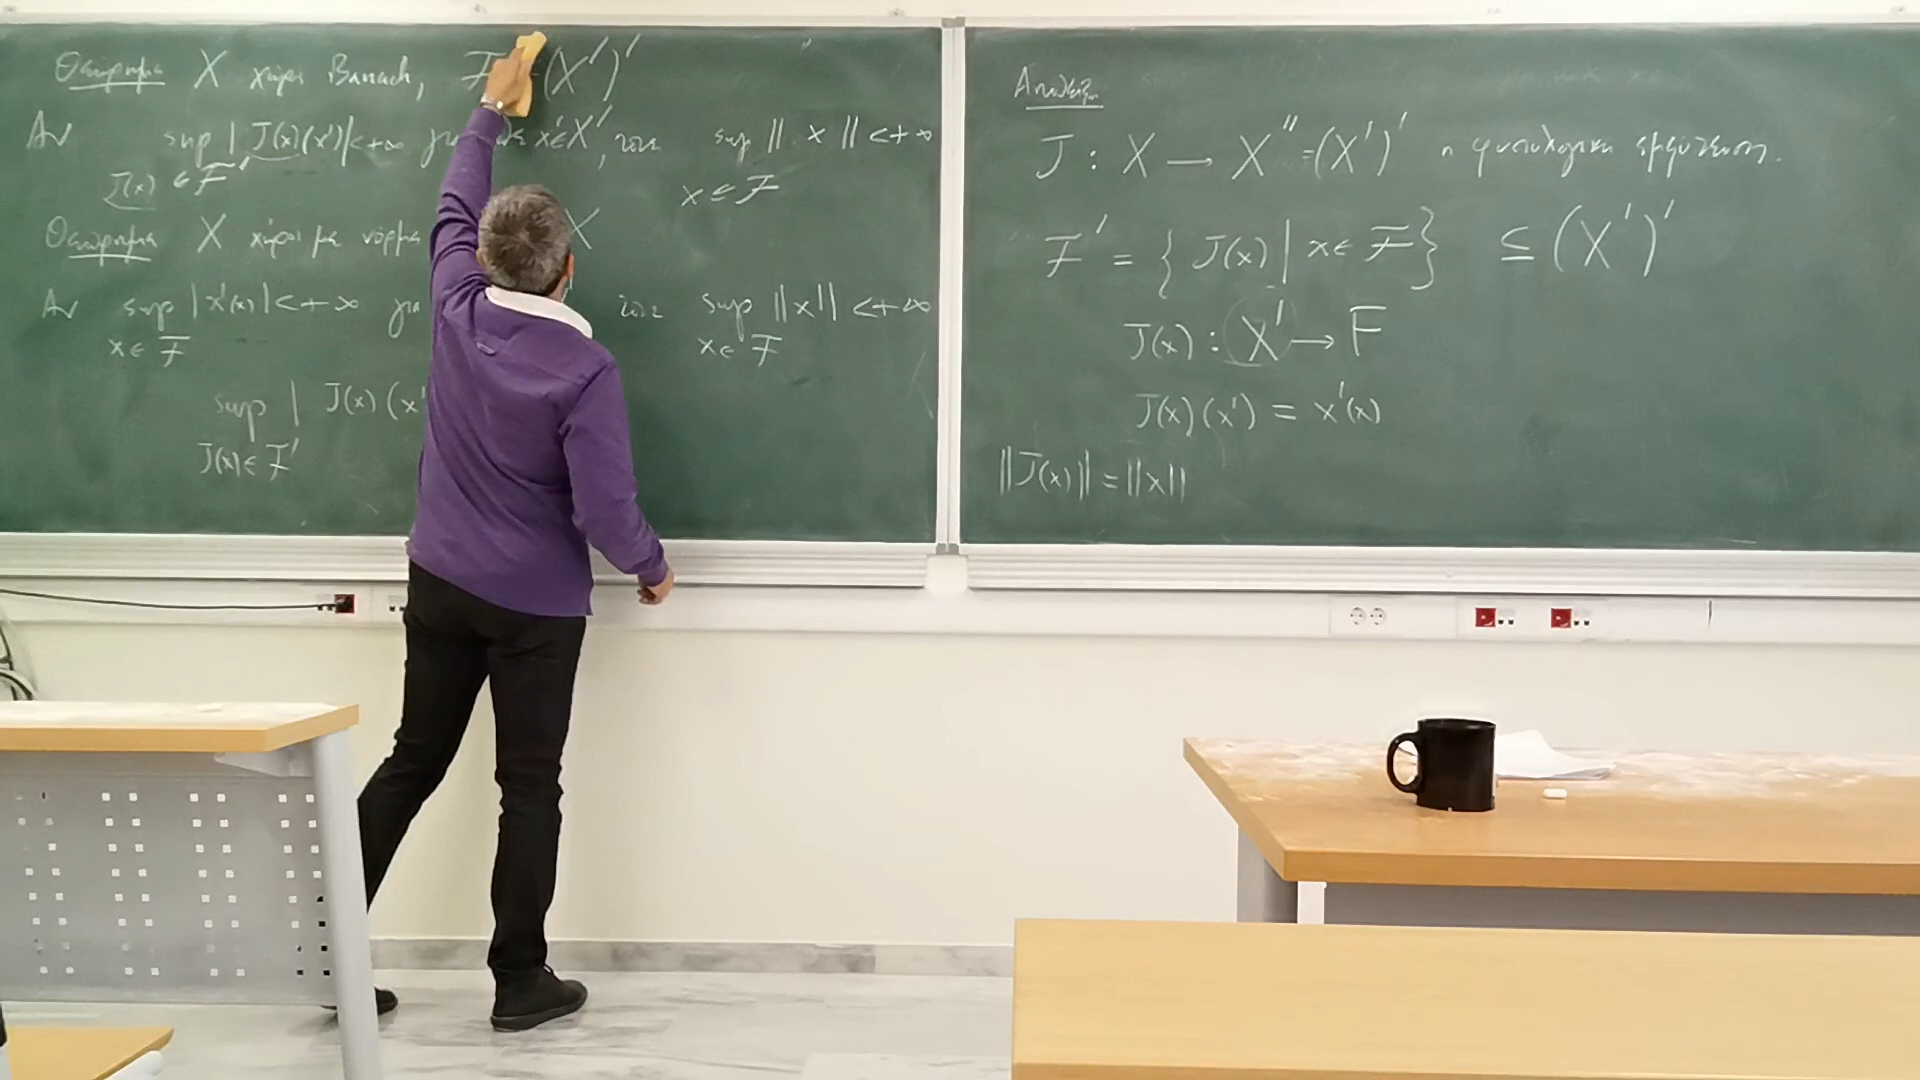 Θεώρημα X χώρος Banach, F (X')'
Αν sup | J(x)(x')| < +∞ για x'∈X', τότε sup || x || < +∞
J(x) ∈ F' x ∈ F
Θεώρημα X χώρος με νόρμα X
Αν sup |x'(x)| < +∞ για τότε sup ||x|| < +∞
x ∈ F x ∈ F
sup | J(x)(x'
J(x) ∈ F'
Απόδειξη
J : X → X'' = (X')' η φυσιολογική εμφύτευση.
F' = { J(x) | x ∈ F } ⊆ (X')'
J(x) : X' → F
J(x)(x') = x'(x)
||J(x)|| = ||x||